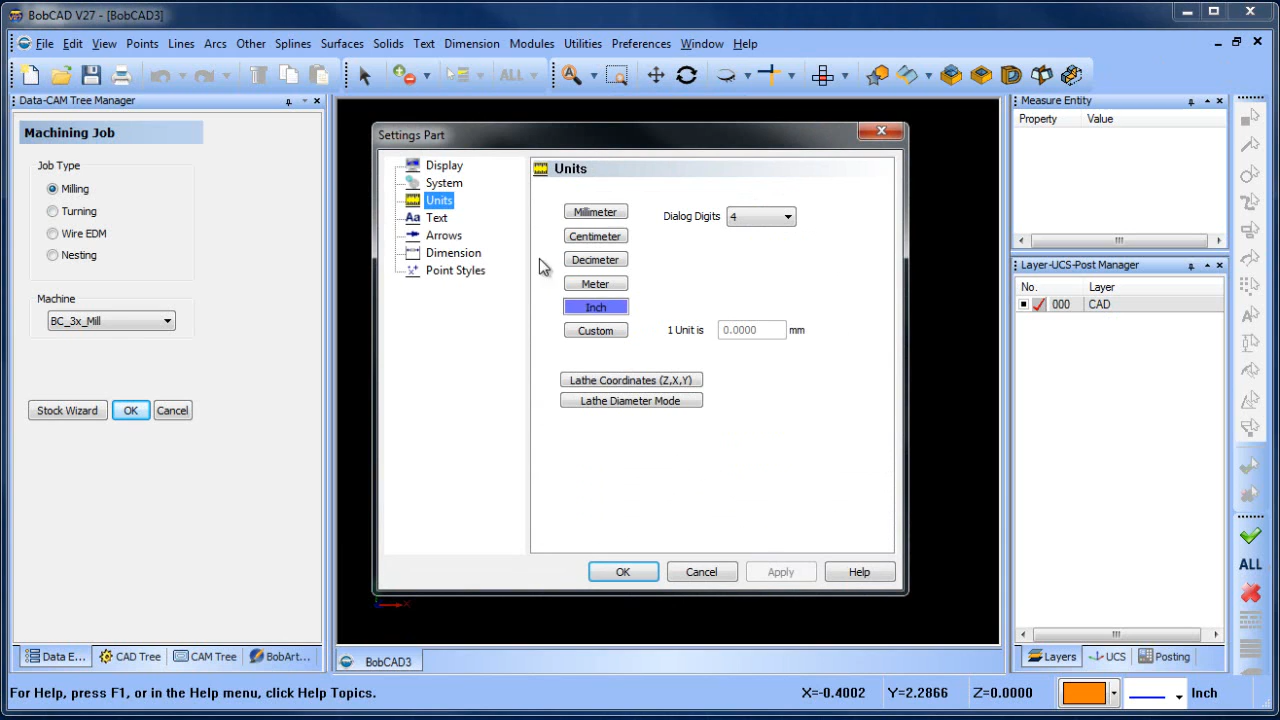 BobCAD V27 - [BobCAD3]
File Edit View Points Lines Arcs Other Splines Surfaces Solids Text Dimension Modules Utilities Preferences Window Help
ALL
Data-CAM Tree Manager
Machining Job
Job Type
Milling
Turning
Wire EDM
Nesting
Machine
BC_3x_Mill
Stock Wizard OK Cancel
Data E... CAD Tree CAM Tree BobArt...
Settings Part
Display
System
Units
Aa Text
Arrows
Dimension
Point Styles
Units
Millimeter
Centimeter
Decimeter
Meter
Inch
Custom
Dialog Digits 4
1 Unit is 0.0000 mm
Lathe Coordinates (Z,X,Y)
Lathe Diameter Mode
OK Cancel Apply Help
X
BobCAD3
Measure Entity
Property Value
Layer-UCS-Post Manager
No. Layer
000 CAD
Layers UCS Posting
ALL
For Help, press F1, or in the Help menu, click Help Topics.
X=-0.4002 Y=2.2866 Z=0.0000 Inch